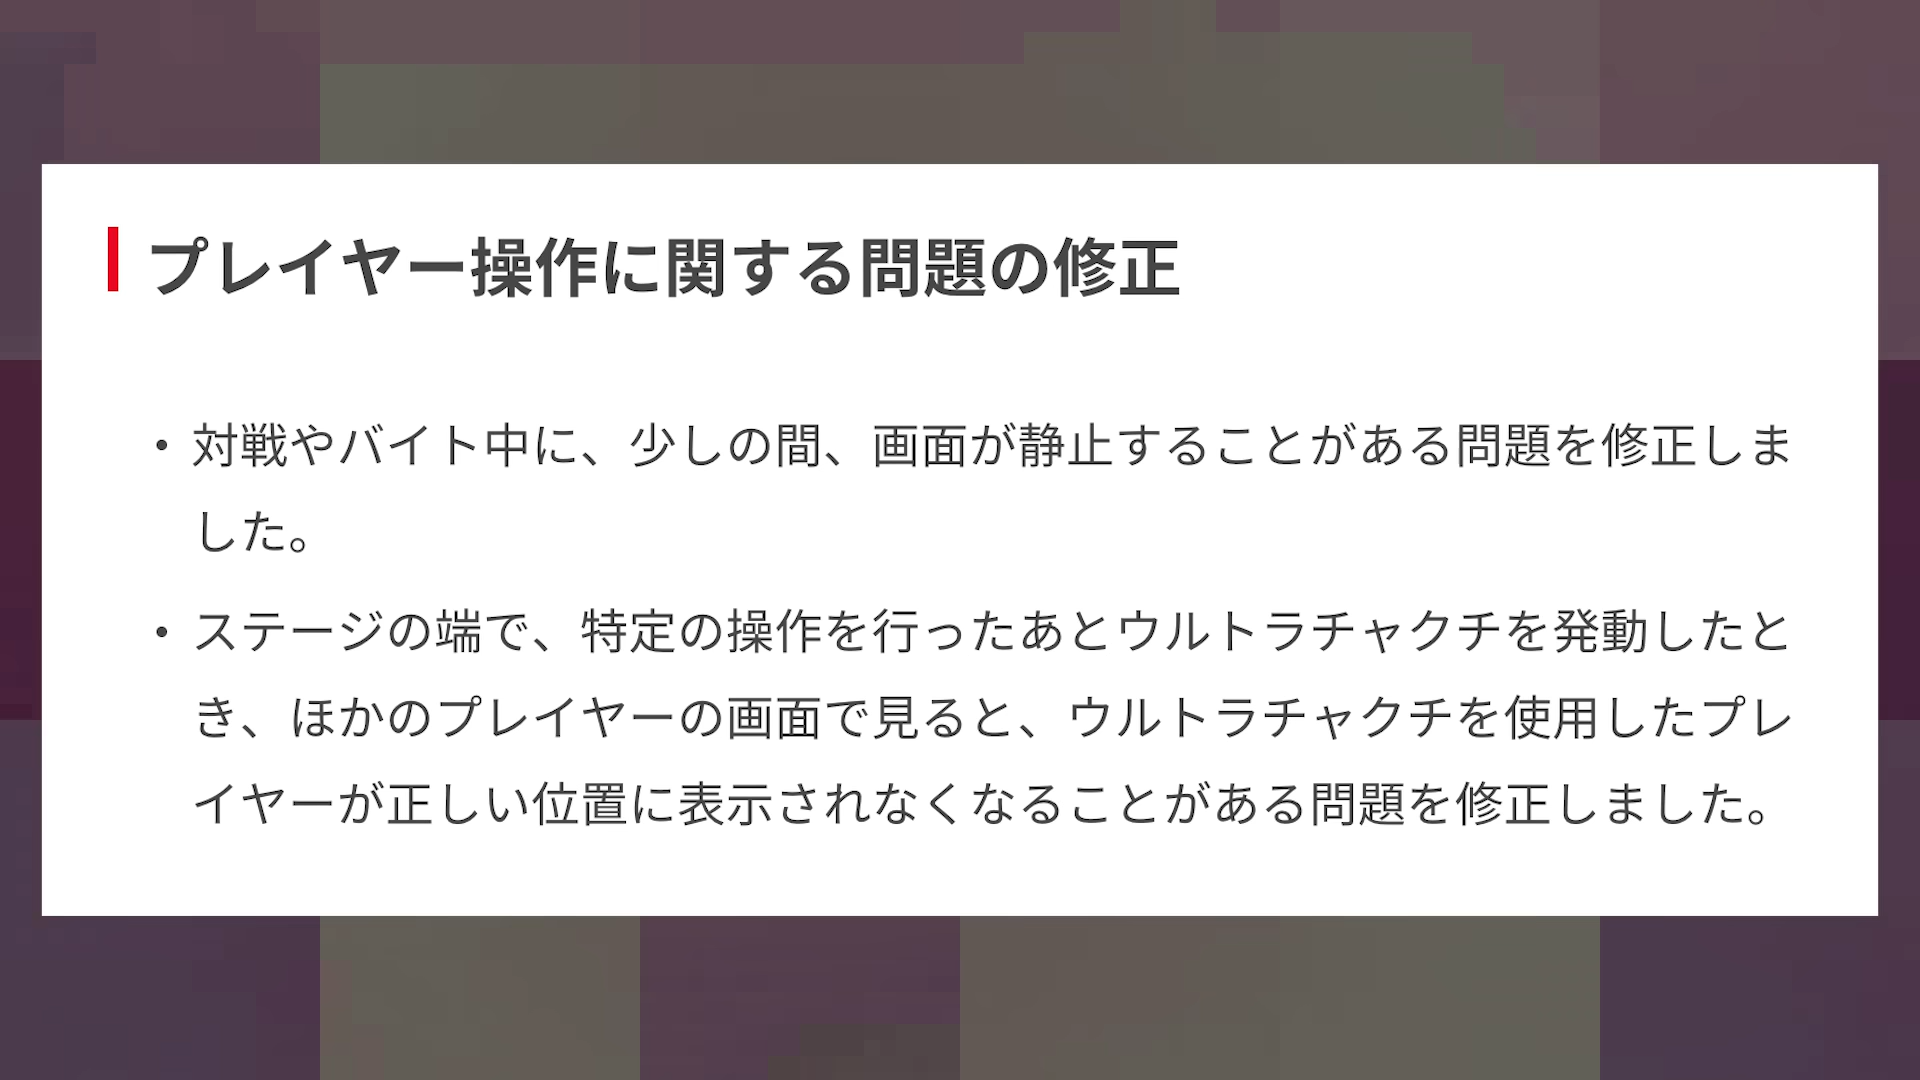 プレイヤー操作に関する問題の修正
・対戦やバイト中に、少しの間、画面が静止することがある問題を修正しま
した。
・ステージの端で、特定の操作を行ったあとウルトラチャクチを発動したと
き、ほかのプレイヤーの画面で見ると、ウルトラチャクチを使用したプレ
イヤーが正しい位置に表示されなくなることがある問題を修正しました。